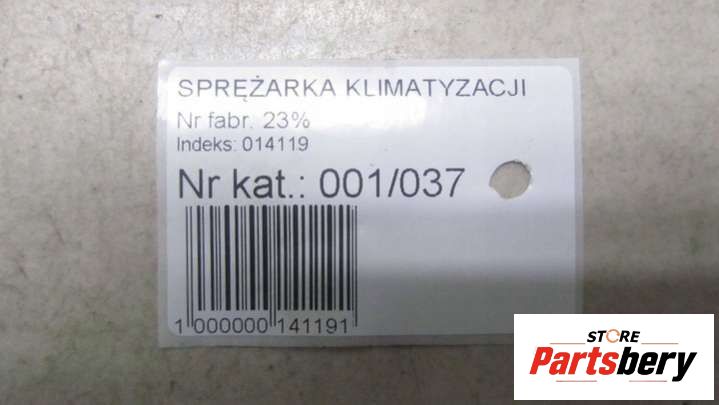 SPRĘŻARKA KLIMATYZACJI
Nr fabr. 23%
Indeks: 014119
Nr kat.: 001/037
1 000000 141191
STORE
Partsbery